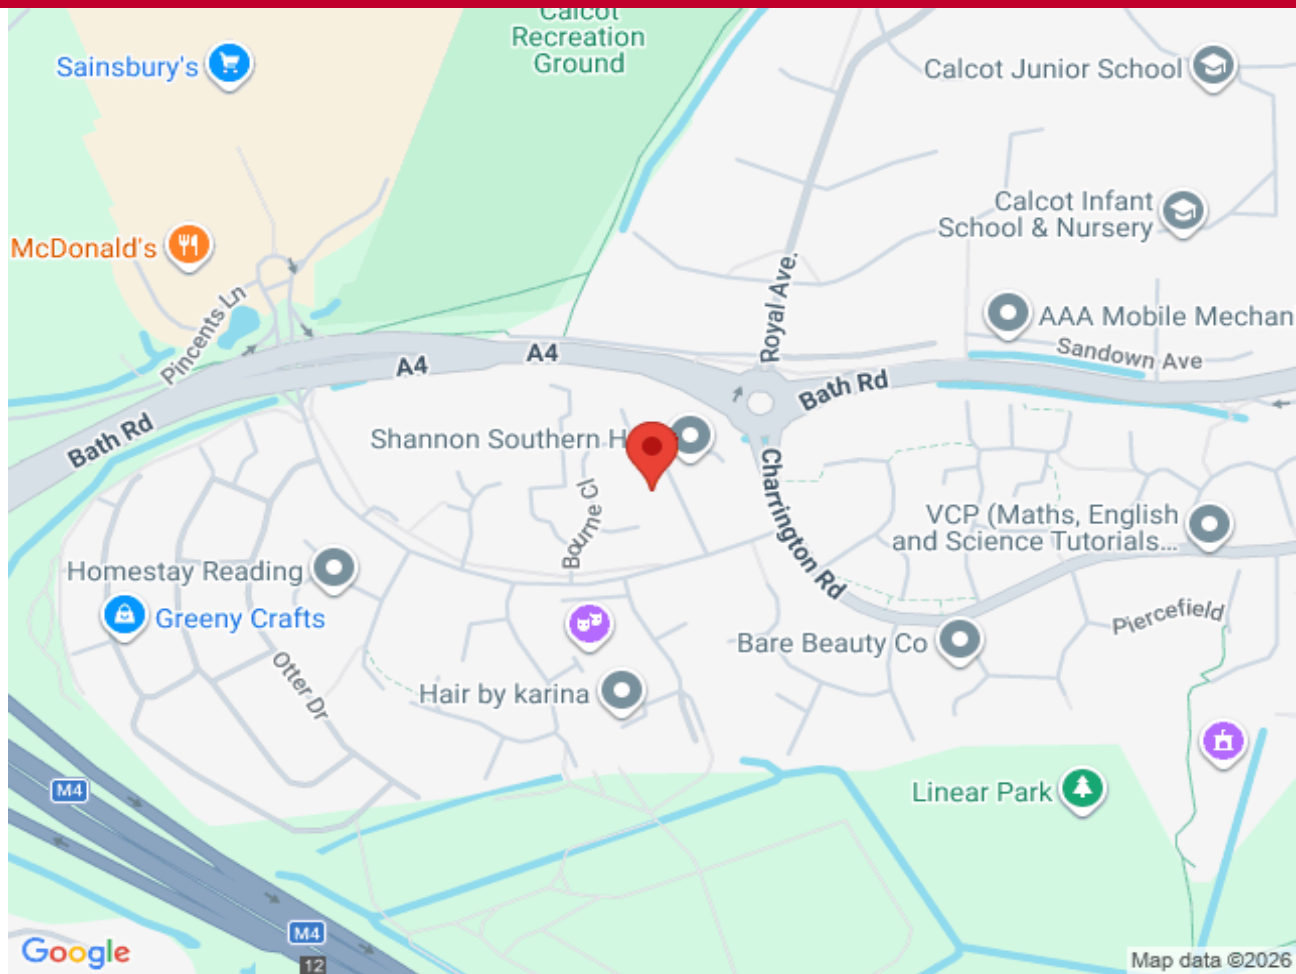 Calcot
Recreation
Ground
Sainsbury's
Calcot Junior School
Calcot Infant
School & Nursery
McDonald's
Pincents Ln
Royal Ave.
AAA Mobile Mechan
Sandown Ave
A4
A4
Bath Rd
Bath Rd
Shannon Southern H
Bourne Cl
Charrington Rd
VCP (Maths, English
and Science Tutorials...
Homestay Reading
Greeny Crafts
Piercefield
Bare Beauty Co
Otter Dr
Hair by karina
Linear Park
M4
M4
12
Google
Map data ©2026